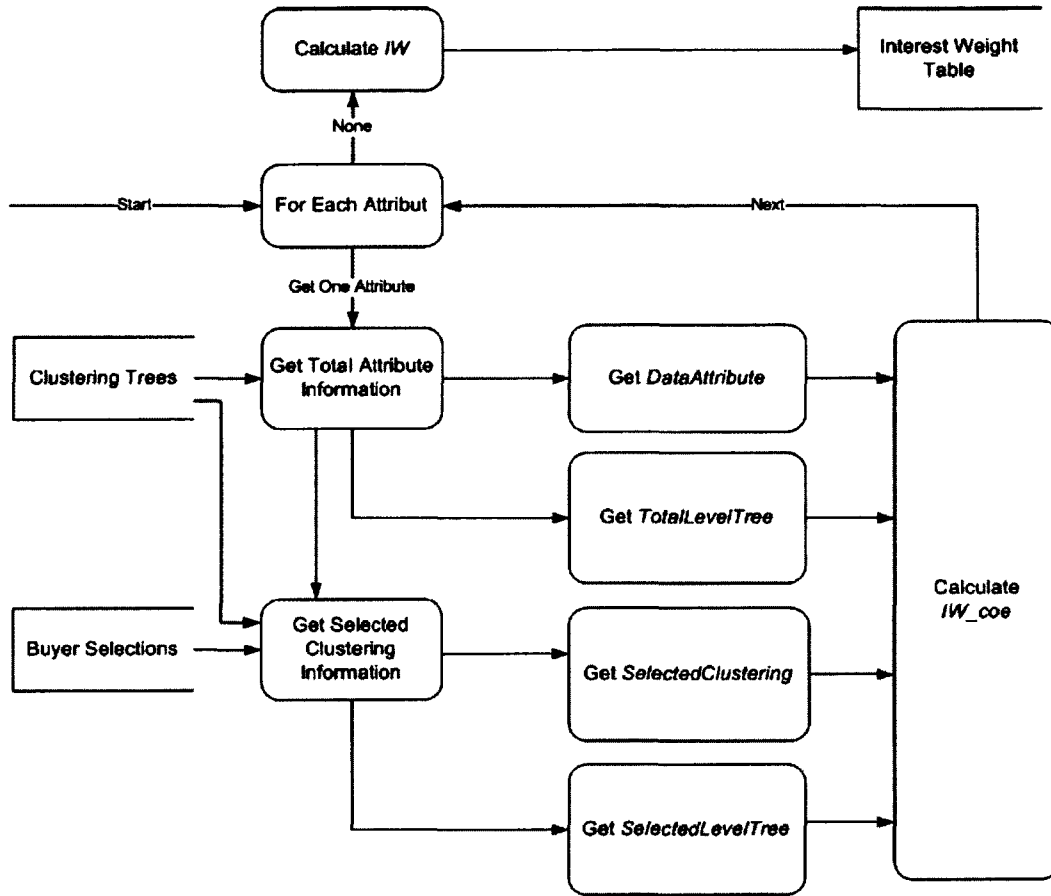 Calculate IW
Interest Weight
Table
None
Start
For Each Attribut
Next
Get One Attribute
Clustering Trees
Get Total Attribute
Information
Get DataAttribute
Get TotalLevelTree
Calculate
IW_coe
Buyer Selections
Get Selected
Clustering
Information
Get SelectedClustering
Get SelectedLevelTree